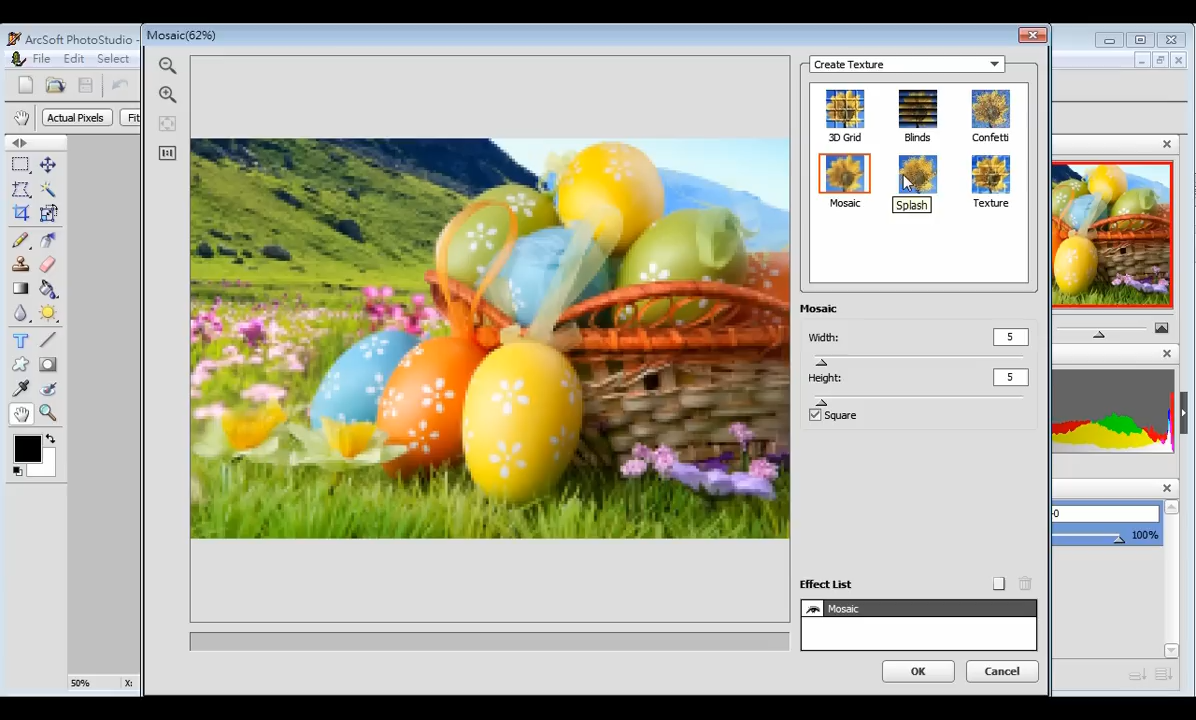 ArcSoft PhotoStudio -
Mosaic(62%)
File Edit Select
Actual Pixels
Fit
Create Texture
3D Grid Blinds Confetti
Mosaic Splash Texture
Mosaic
Width: 5
Height: 5
Square
Effect List
Mosaic
100%
OK Cancel
50% X: